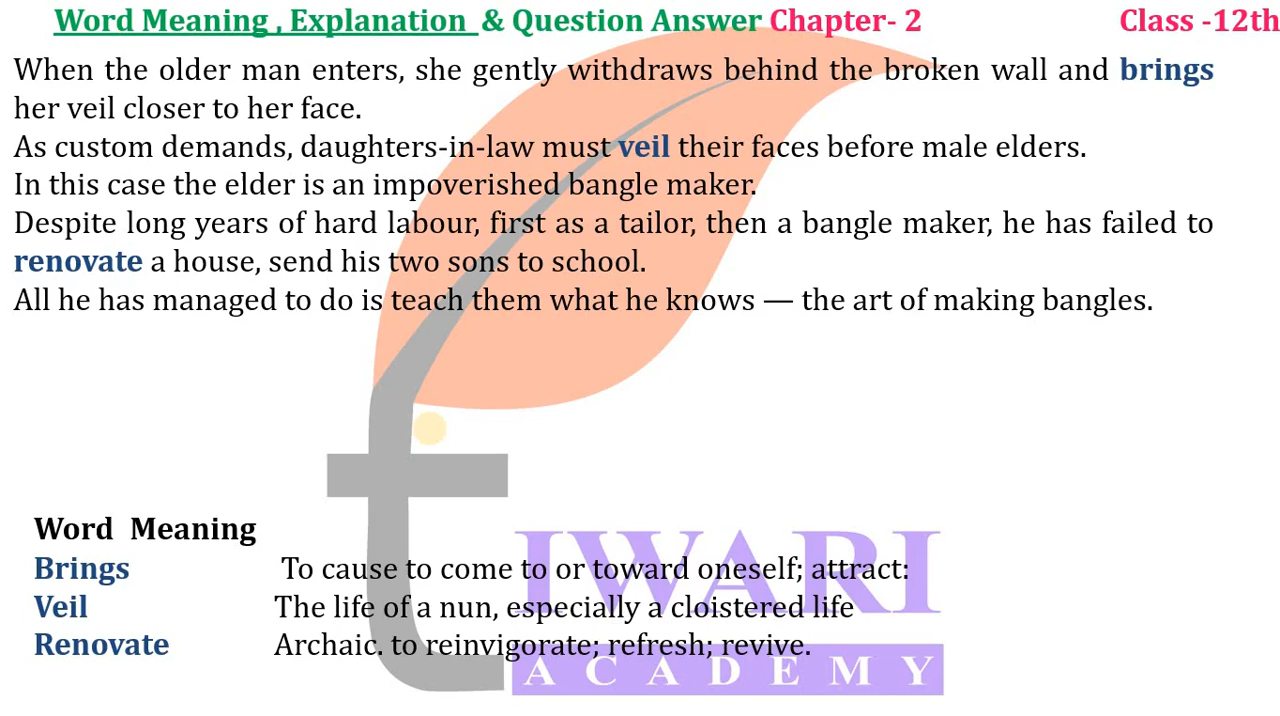 Word Meaning , Explanation & Question Answer Chapter- 2 Class -12th
When the older man enters, she gently withdraws behind the broken wall and brings
her veil closer to her face.
As custom demands, daughters-in-law must veil their faces before male elders.
In this case the elder is an impoverished bangle maker.
Despite long years of hard labour, first as a tailor, then a bangle maker, he has failed to
renovate a house, send his two sons to school.
All he has managed to do is teach them what he knows — the art of making bangles.
Word Meaning
Brings To cause to come to or toward oneself; attract:
Veil The life of a nun, especially a cloistered life
Renovate Archaic. to reinvigorate; refresh; revive.
tIWARI
ACADEMY